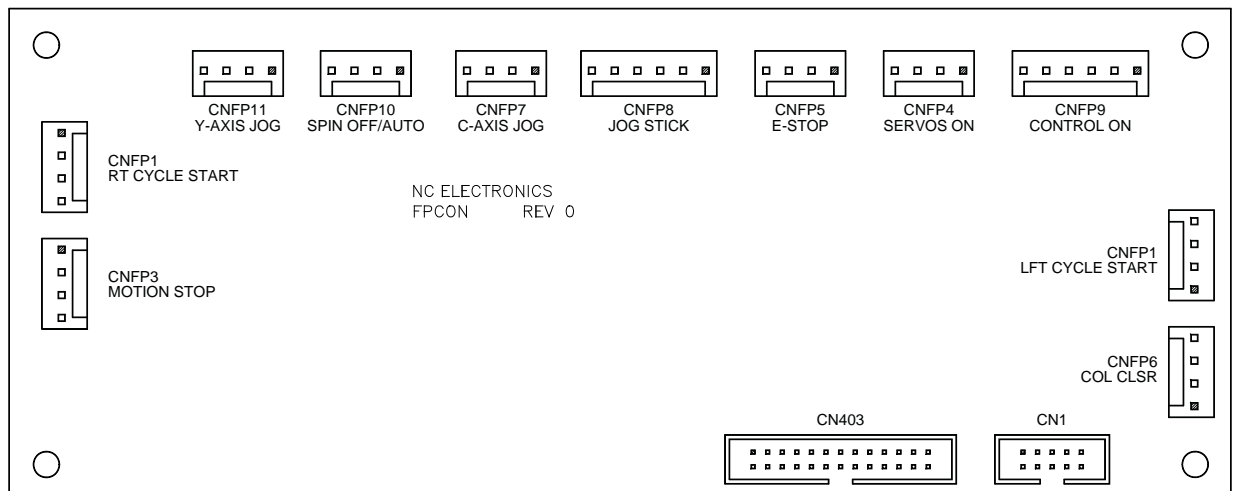 CNFP11
Y-AXIS JOG
CNFP10
SPIN OFF/AUTO
CNFP7
C-AXIS JOG
CNFP8
JOG STICK
CNFP5
E-STOP
CNFP4
SERVOS ON
CNFP9
CONTROL ON
CNFP1
RT CYCLE START
NC ELECTRONICS
FPCON REV 0
CNFP3
MOTION STOP
CNFP1
LFT CYCLE START
CNFP6
COL CLSR
CN403
CN1